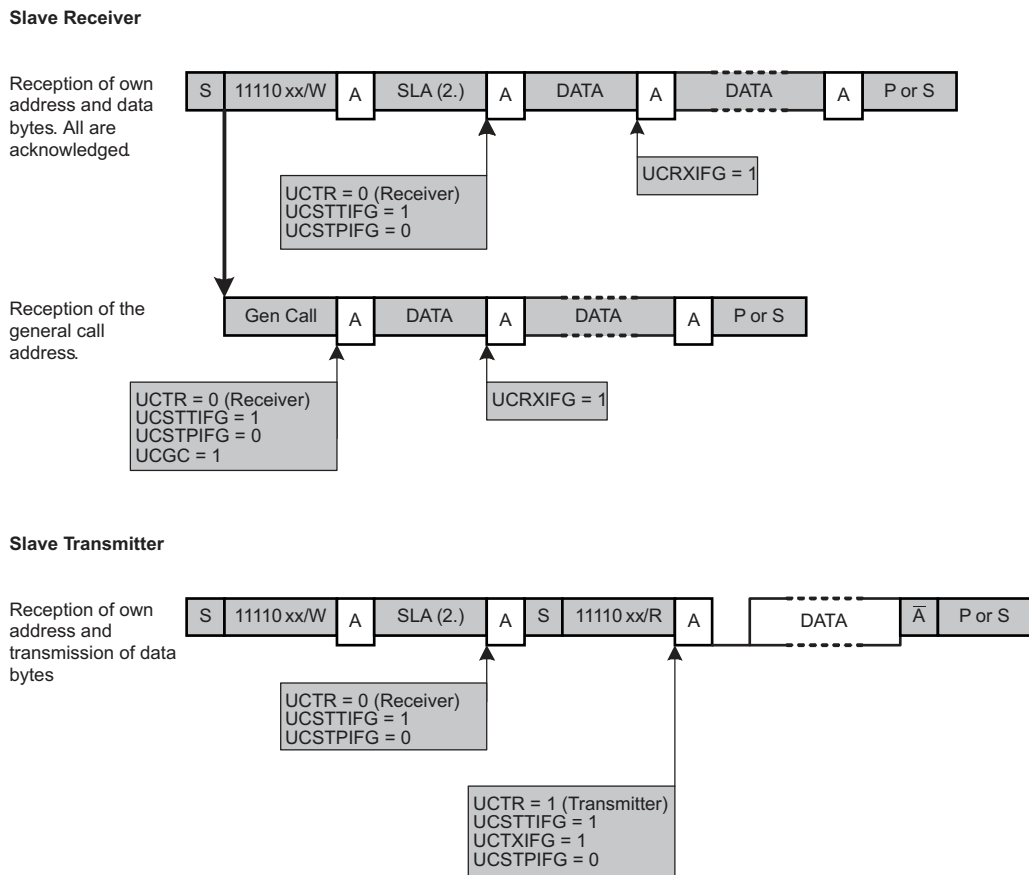 Slave Receiver
Reception of own
address and data
bytes. All are
acknowledged.
S 11110 xx/W A SLA (2.) A DATA A DATA A P or S
UCTR = 0 (Receiver)
UCSTTIFG = 1
UCSTPIFG = 0
UCRXIFG = 1
Reception of the
general call
address.
Gen Call A DATA A DATA A P or S
UCTR = 0 (Receiver)
UCSTTIFG = 1
UCSTPIFG = 0
UCGC = 1
UCRXIFG = 1
Slave Transmitter
Reception of own
address and
transmission of data
bytes
S 11110 xx/W A SLA (2.) A S 11110 xx/R A DATA A̅ P or S
UCTR = 0 (Receiver)
UCSTTIFG = 1
UCSTPIFG = 0
UCTR = 1 (Transmitter)
UCSTTIFG = 1
UCTXIFG = 1
UCSTPIFG = 0